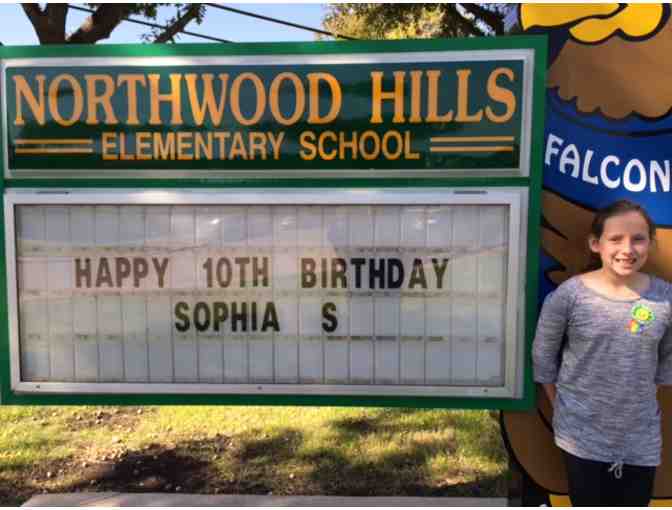 NORTHWOOD HILLS
ELEMENTARY SCHOOL
HAPPY 10TH BIRTHDAY
SOPHIA S
FALCON